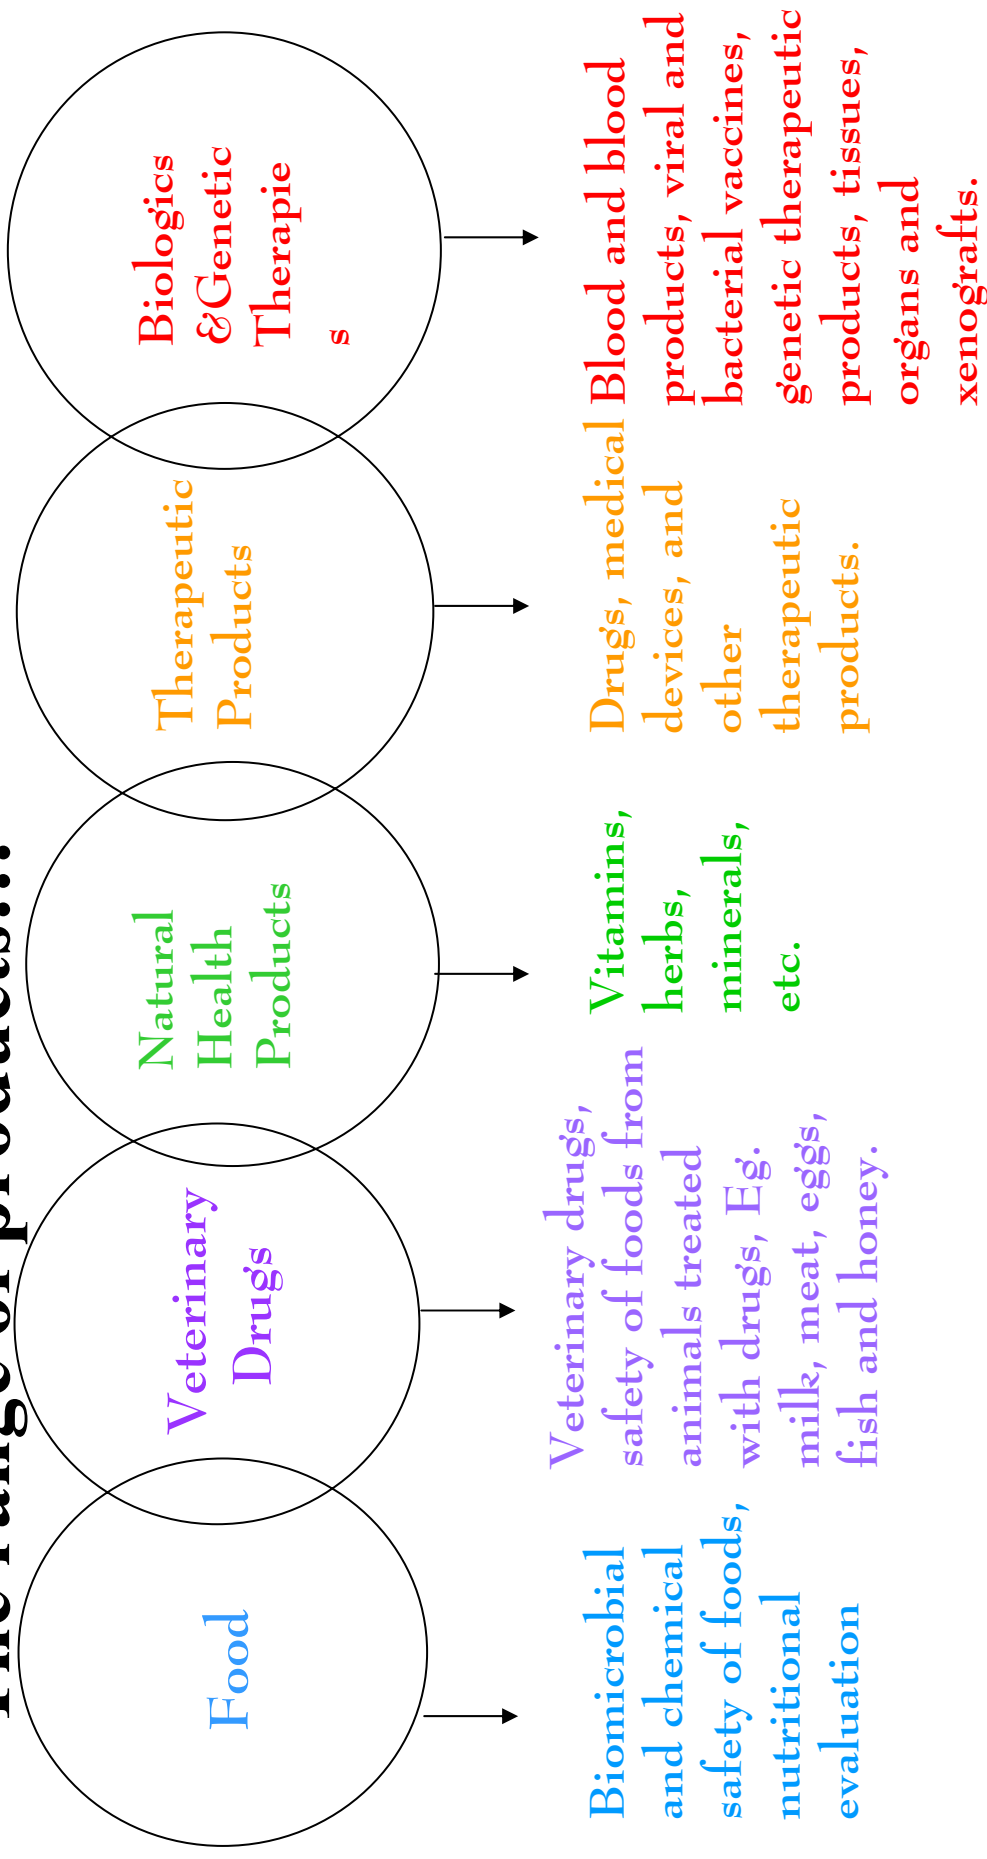 The range of products...
Food
Veterinary
Drugs
Natural
Health
Products
Therapeutic
Products
Biologics
&Genetic
Therapie
s
Biomicrobial
and chemical
safety of foods,
nutritional
evaluation
Veterinary drugs,
safety of foods from
animals treated
with drugs, Eg.
milk, meat, eggs,
fish and honey.
Vitamins,
herbs,
minerals,
etc.
Drugs, medical
devices, and
other
therapeutic
products.
Blood and blood
products, viral and
bacterial vaccines,
genetic therapeutic
products, tissues,
organs and
xenografts.